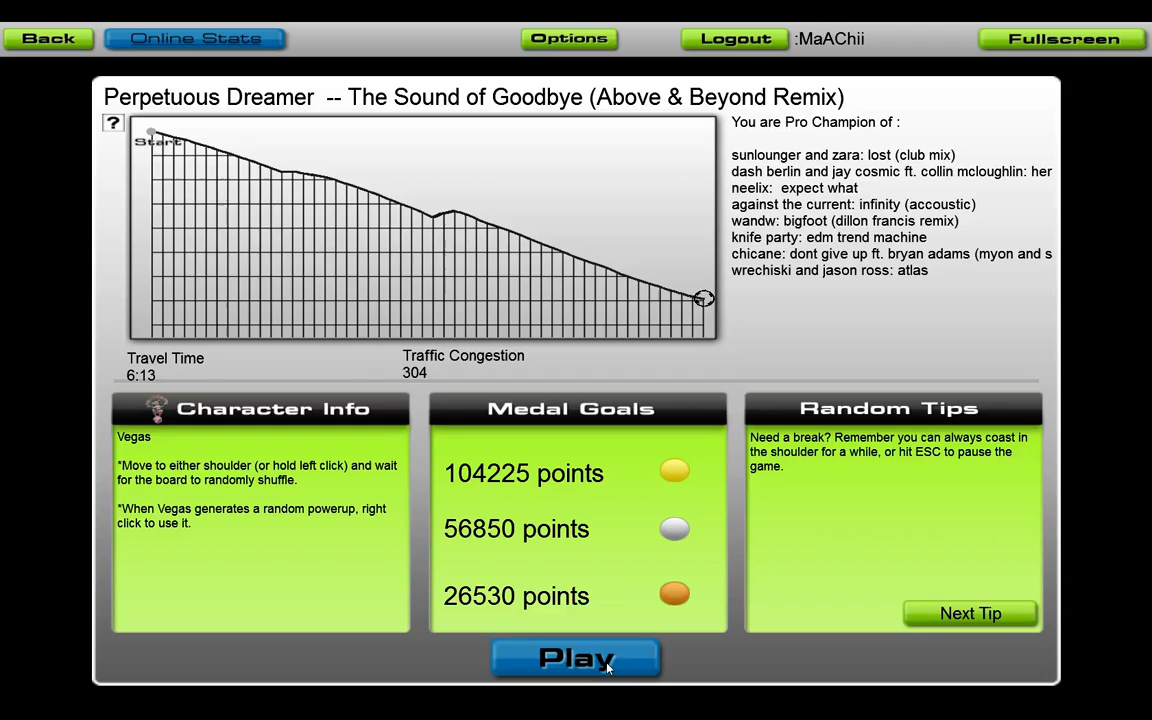 Back
Online Stats
Options
Logout
:MaAChii
Fullscreen
Perpetuous Dreamer -- The Sound of Goodbye (Above & Beyond Remix)
?
Start
You are Pro Champion of :
sunlounger and zara: lost (club mix)
dash berlin and jay cosmic ft. collin mcloughlin: her
neelix: expect what
against the current: infinity (accoustic)
wandw: bigfoot (dillon francis remix)
knife party: edm trend machine
chicane: dont give up ft. bryan adams (myon and s
wrechiski and jason ross: atlas
Travel Time
6:13
Traffic Congestion
304
Character Info
Vegas
*Move to either shoulder (or hold left click) and wait
for the board to randomly shuffle.
*When Vegas generates a random powerup, right
click to use it.
Medal Goals
104225 points
56850 points
26530 points
Random Tips
Need a break? Remember you can always coast in
the shoulder for a while, or hit ESC to pause the
game.
Next Tip
Play